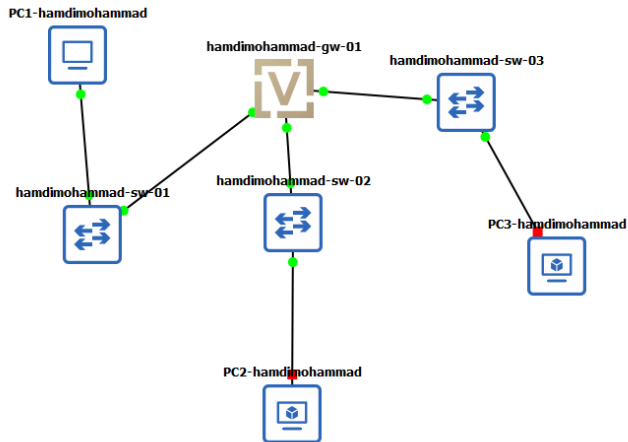 PC1-hamdimohammad
hamdimohammad-gw-01
hamdimohammad-sw-03
hamdimohammad-sw-01
hamdimohammad-sw-02
PC3-hamdimohammad
PC2-hamdimohammad